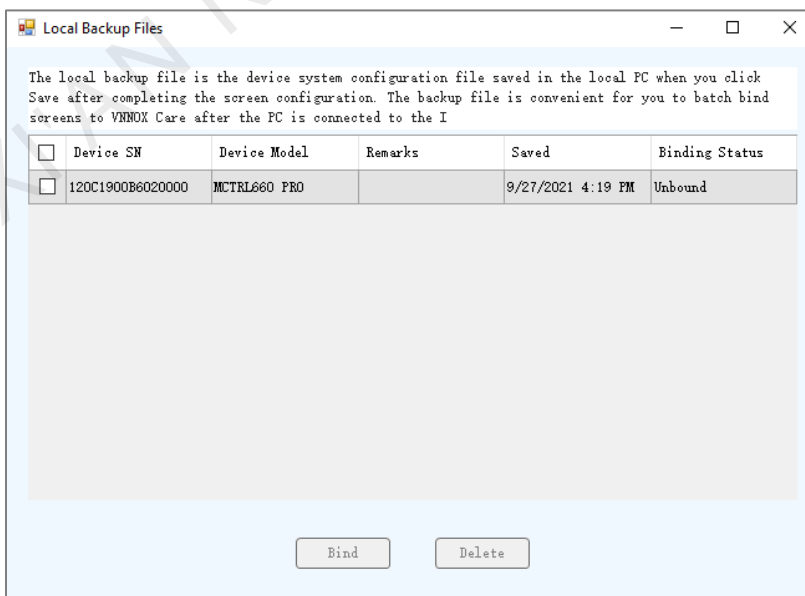 Local Backup Files
The local backup file is the device system configuration file saved in the local PC when you click
Save after completing the screen configuration. The backup file is convenient for you to batch bind
screens to VNNOX Care after the PC is connected to the I
Device SN Device Model Remarks Saved Binding Status
120C1900B6020000 MCTRL660 PRO 9/27/2021 4:19 PM Unbound
Bind Delete
XI'AN